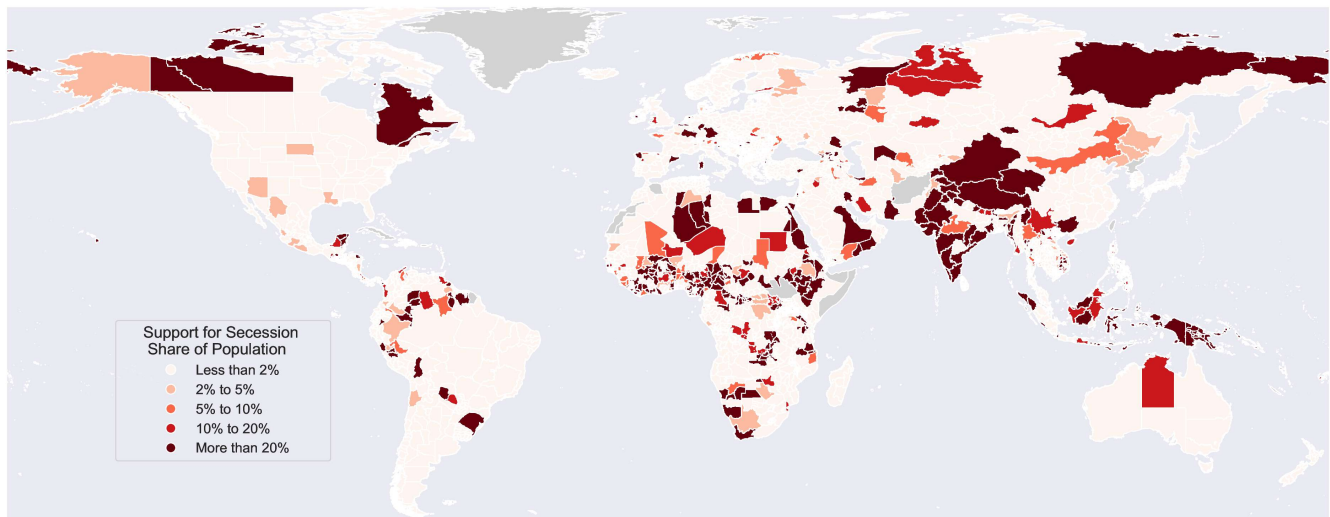 Support for Secession
Share of Population
Less than 2%
2% to 5%
5% to 10%
10% to 20%
More than 20%